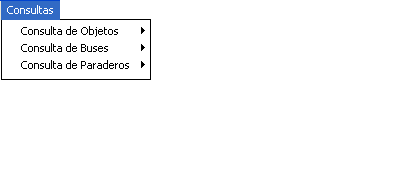 Consultas
Consulta de Objetos
Consulta de Buses
Consulta de Paraderos